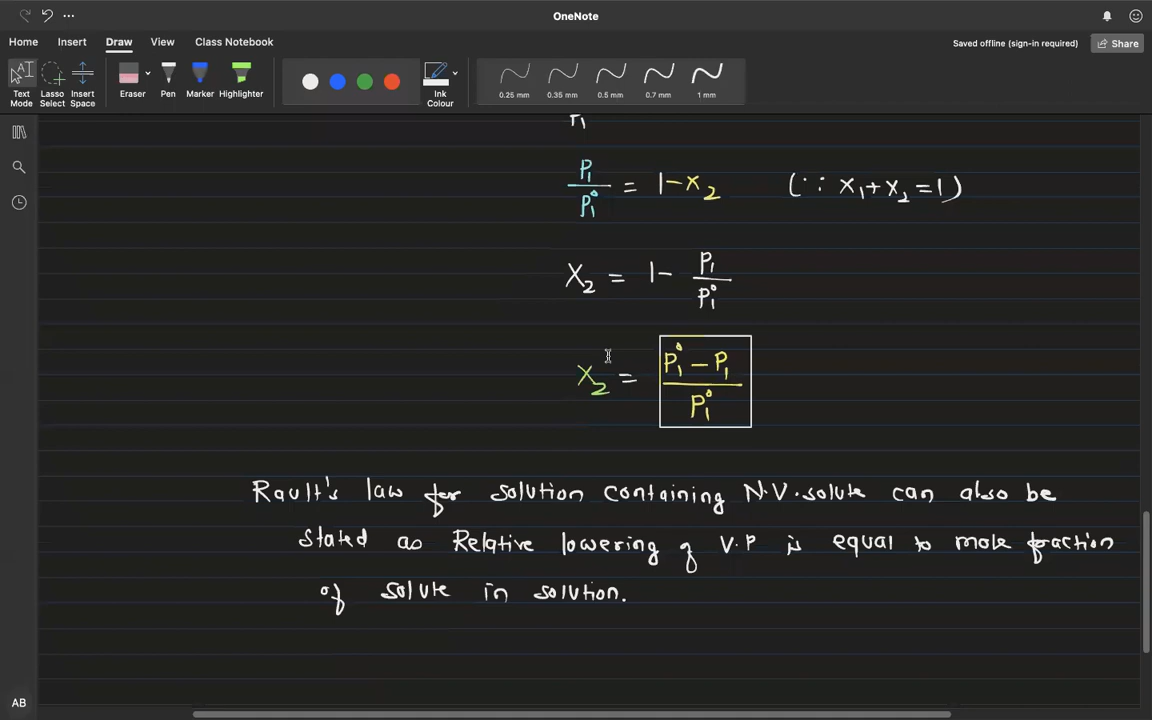 OneNote
Home Insert Draw View Class Notebook
Saved offline (sign-in required) Share
Text Mode
Lasso Select
Insert Space
Eraser
Pen
Marker
Highlighter
Ink Colour
0.25 mm 0.35 mm 0.5 mm 0.7 mm 1 mm
P₁/P₁° = 1-x₂ (∵ x₁+x₂=1)
X₂ = 1- P₁/P₁°
X₂ = P₁°-P₁/P₁°
Rault's law for solution containing N.V.solute can also be
stated as Relative lowering of V.P is equal to mole fraction
of solute in solution.
AB